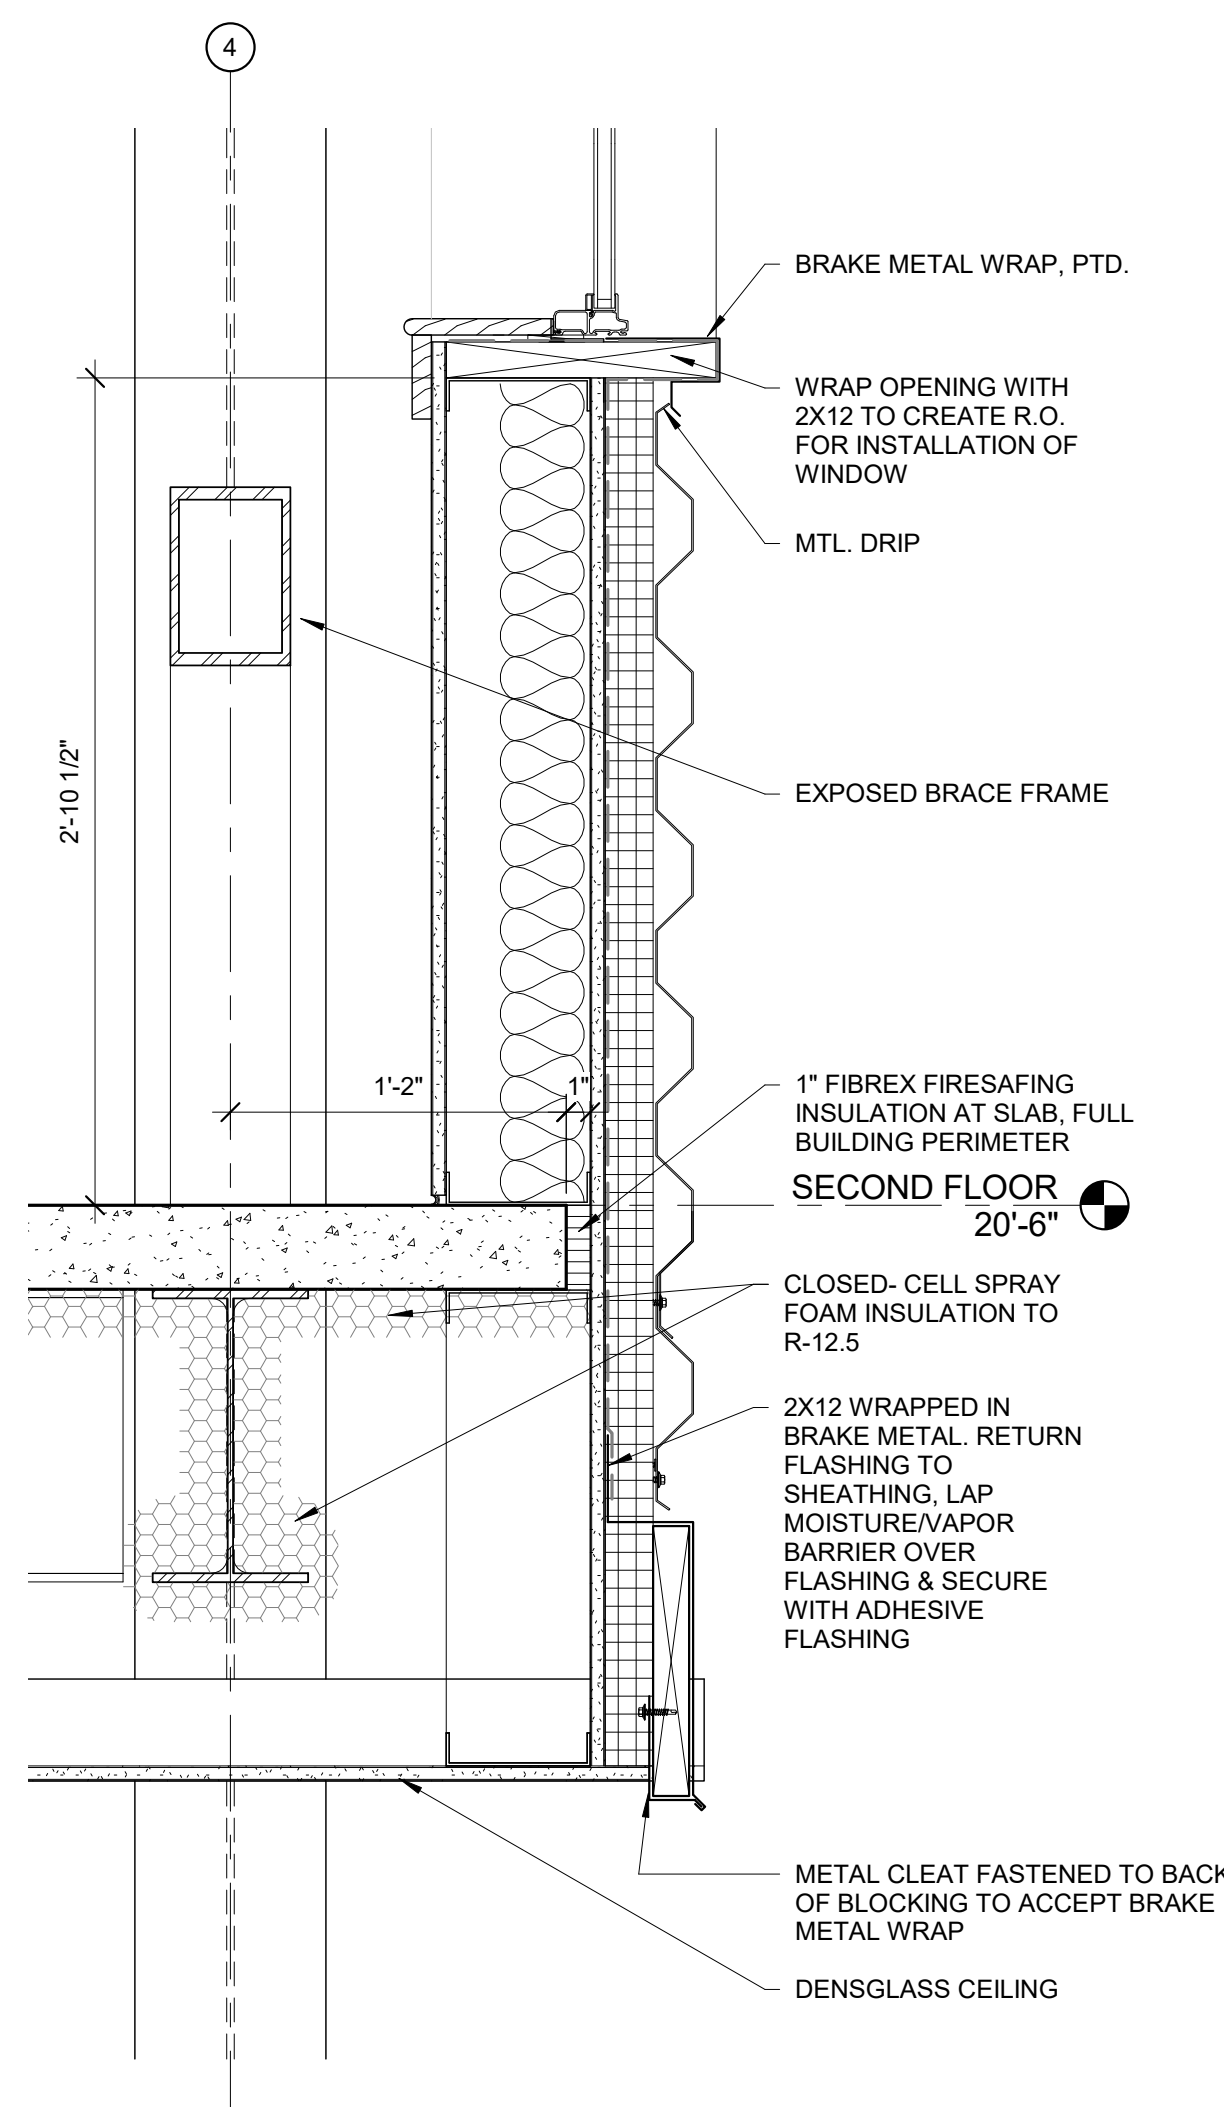 4
BRAKE METAL WRAP, PTD.
WRAP OPENING WITH
2X12 TO CREATE R.O.
FOR INSTALLATION OF
WINDOW
MTL. DRIP
2'-10 1/2"
EXPOSED BRACE FRAME
1'-2"
1"
1" FIBREX FIRESAFING
INSULATION AT SLAB, FULL
BUILDING PERIMETER
SECOND FLOOR
20'-6"
CLOSED- CELL SPRAY
FOAM INSULATION TO
R-12.5
2X12 WRAPPED IN
BRAKE METAL. RETURN
FLASHING TO
SHEATHING, LAP
MOISTURE/VAPOR
BARRIER OVER
FLASHING & SECURE
WITH ADHESIVE
FLASHING
METAL CLEAT FASTENED TO BACK
OF BLOCKING TO ACCEPT BRAKE
METAL WRAP
DENSGLASS CEILING